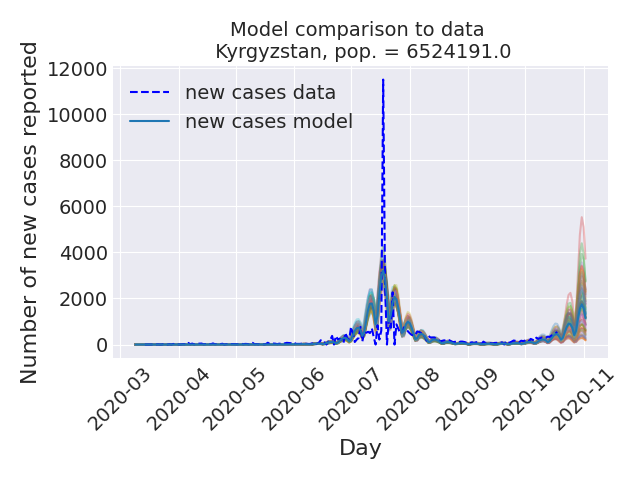 Model comparison to data
Kyrgyzstan, pop. = 6524191.0
Number of new cases reported
12000
10000
8000
6000
4000
2000
0
new cases data
new cases model
2020-03
2020-04
2020-05
2020-06
2020-07
2020-08
2020-09
2020-10
2020-11
Day